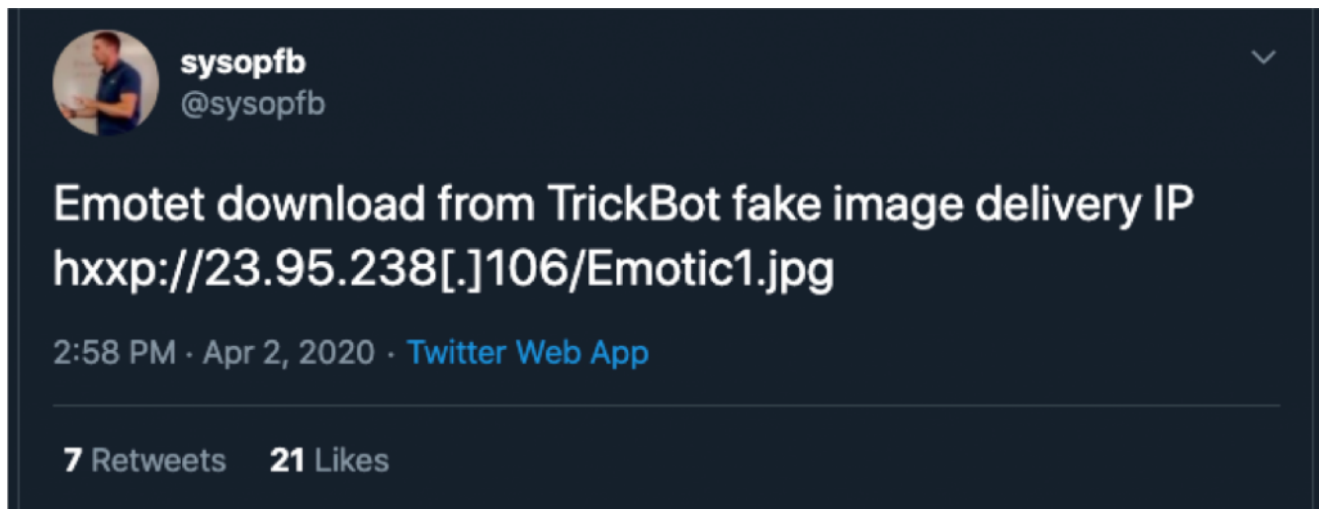 sysopfb
@sysopfb
Emotet download from TrickBot fake image delivery IP
hxxp://23.95.238[.]106/Emotic1.jpg
2:58 PM · Apr 2, 2020 · Twitter Web App
7 Retweets 21 Likes